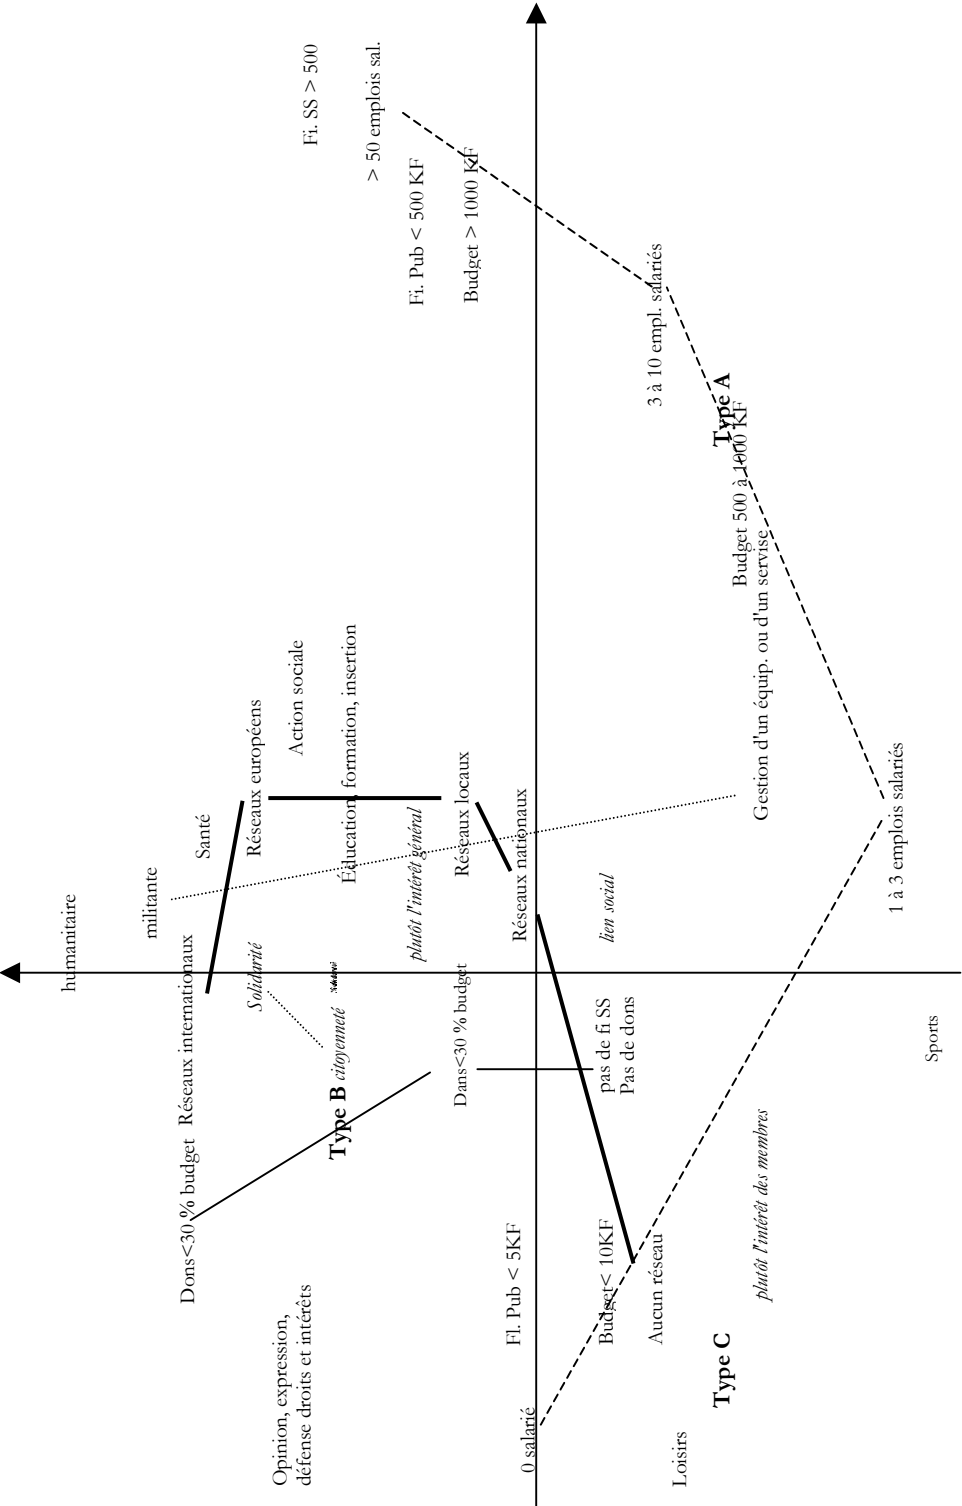 Fi. SS > 500
> 50 emplois sal.
Fi. Pub < 500 KF
Budget > 1000 KF
3 à 10 empl. salariés
Type A
Budget 500 à 1000 KF
Gestion d'un équip. ou d'un servise
1 à 3 emplois salariés
humanitaire
militante
Santé
Réseaux européens
Action sociale
Éducation, formation, insertion
plutôt l'intérêt général
Réseaux locaux
Réseaux nationaux
lien social
Réseaux internationaux
Solidarité
citoyenneté
Type B
Dons<30 % budget
Dans<30 % budget
pas de fi SS
Pas de dons
Sports
plutôt l'intérêt des membres
Fl. Pub < 5KF
Budget< 10KF
Aucun réseau
Type C
Opinion, expression,
défense droits et intérêts
0 salarié
Loisirs